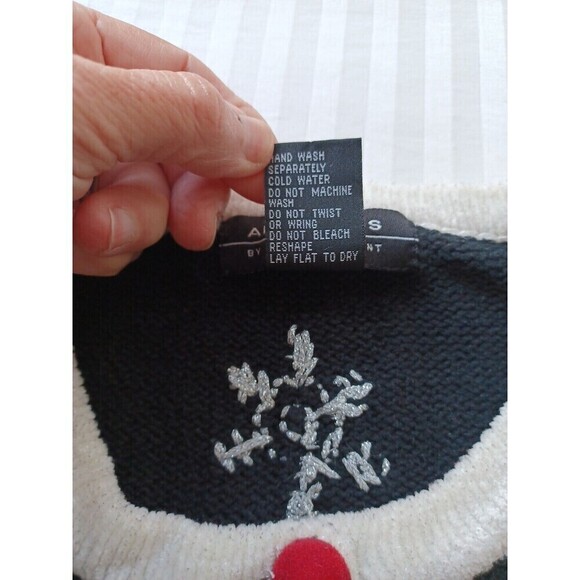 HAND WASH
SEPARATELY
COLD WATER
DO NOT MACHINE
WASH
DO NOT TWIST
OR WRING
DO NOT BLEACH
RESHAPE
LAY FLAT TO DRY